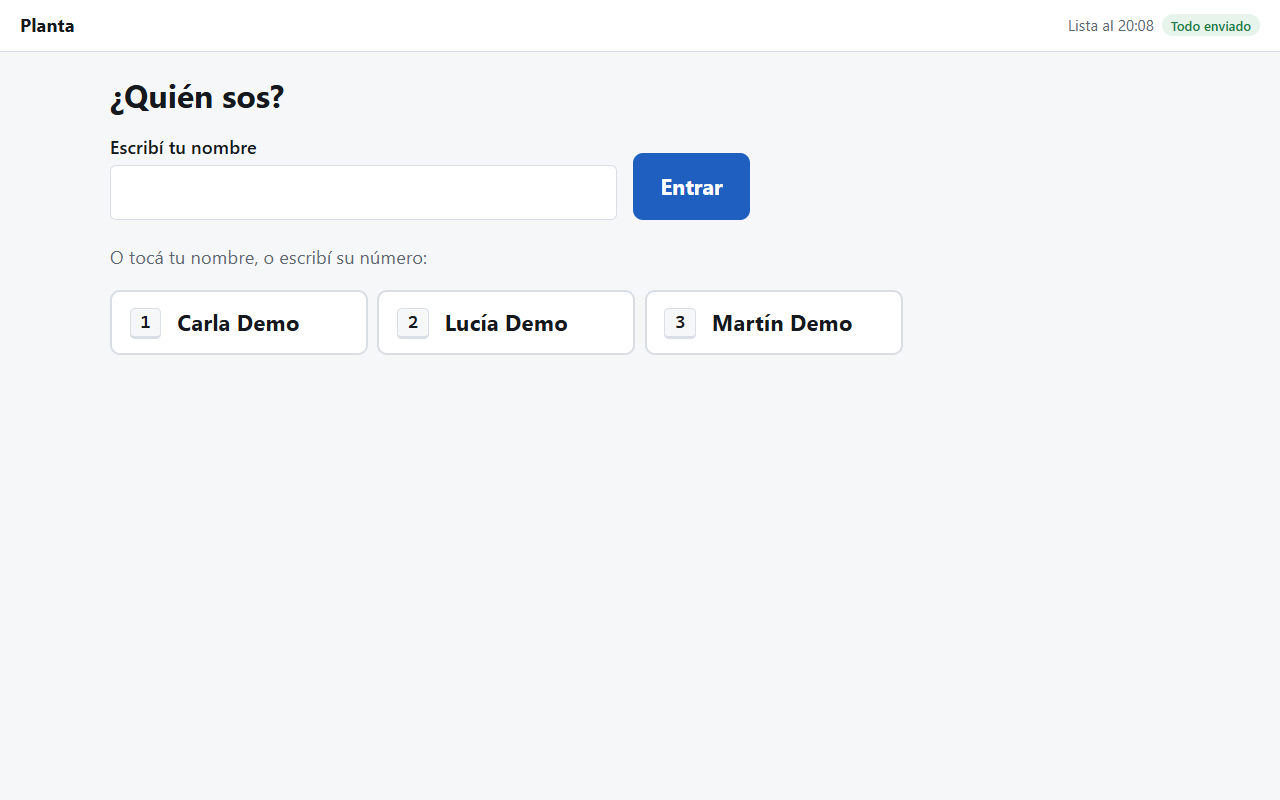 Planta
Lista al 20:08 Todo enviado
¿Quién sos?
Escribí tu nombre
Entrar
O tocá tu nombre, o escribí su número:
1 Carla Demo
2 Lucía Demo
3 Martín Demo